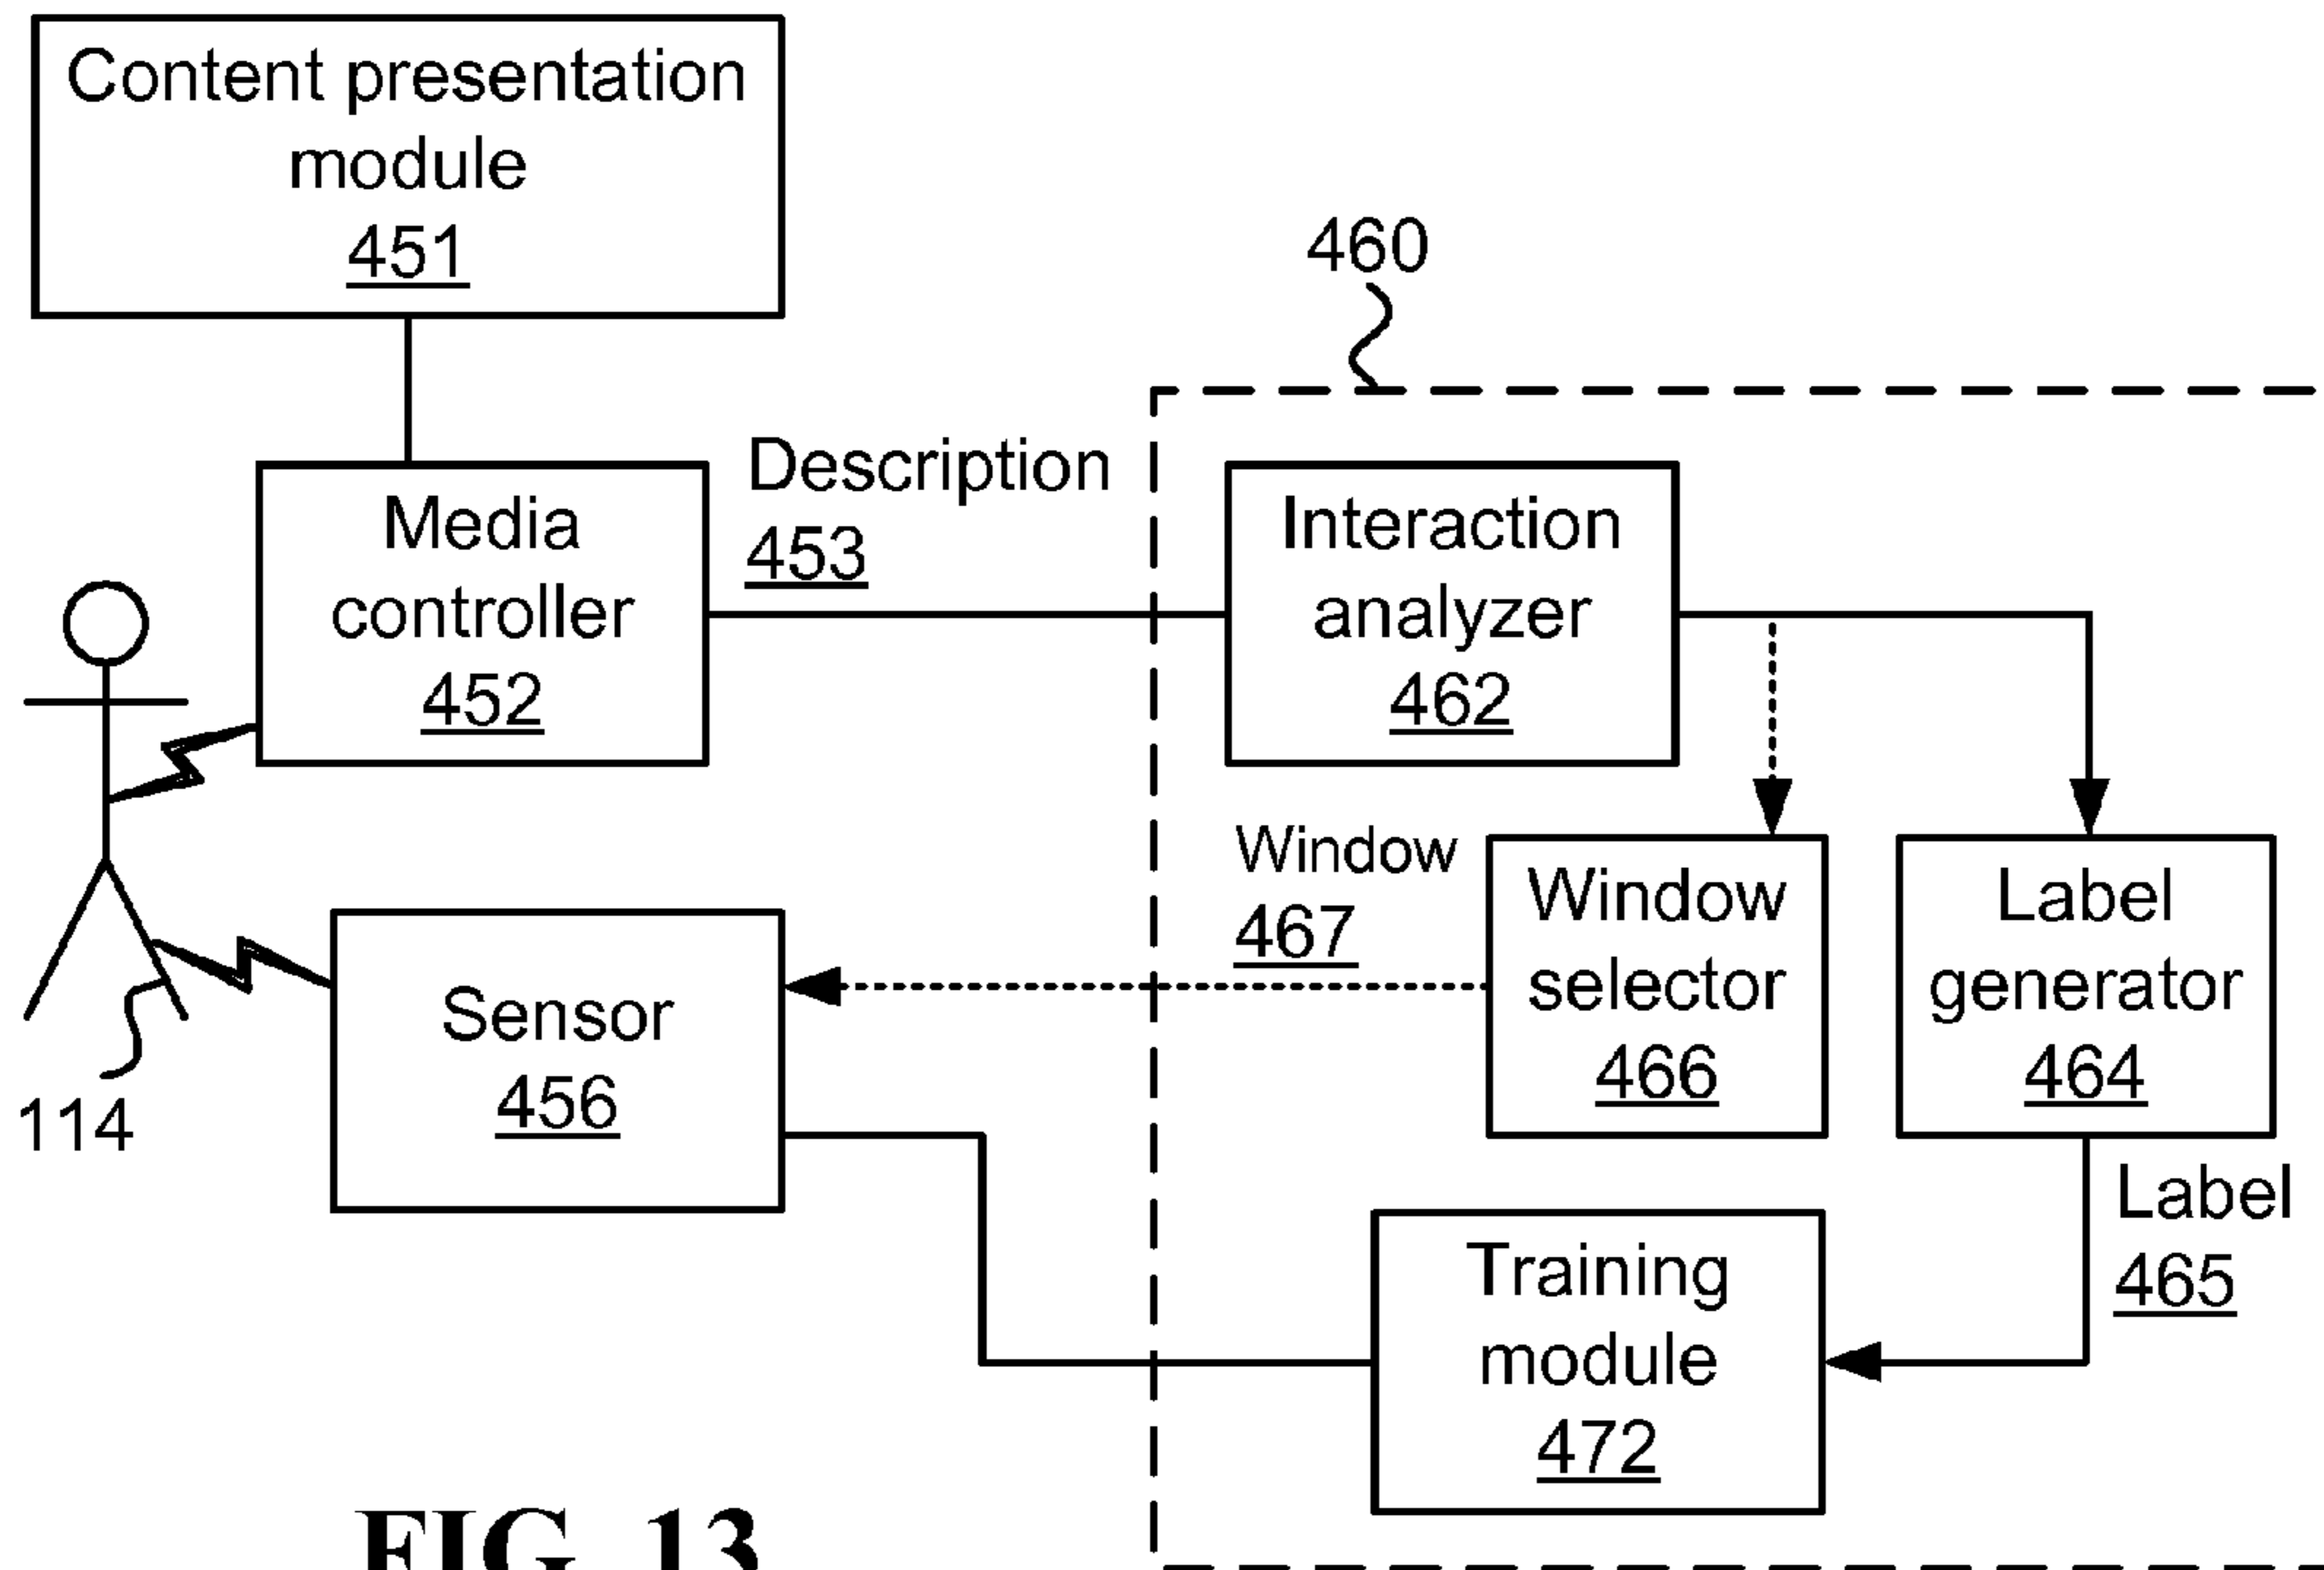 Content presentation
module
451
460
Description
453
Media
controller
452
Interaction
analyzer
462
Window
467
Window
selector
466
Label
generator
464
Sensor
456
114
Label
465
Training
module
472
FIG. 13